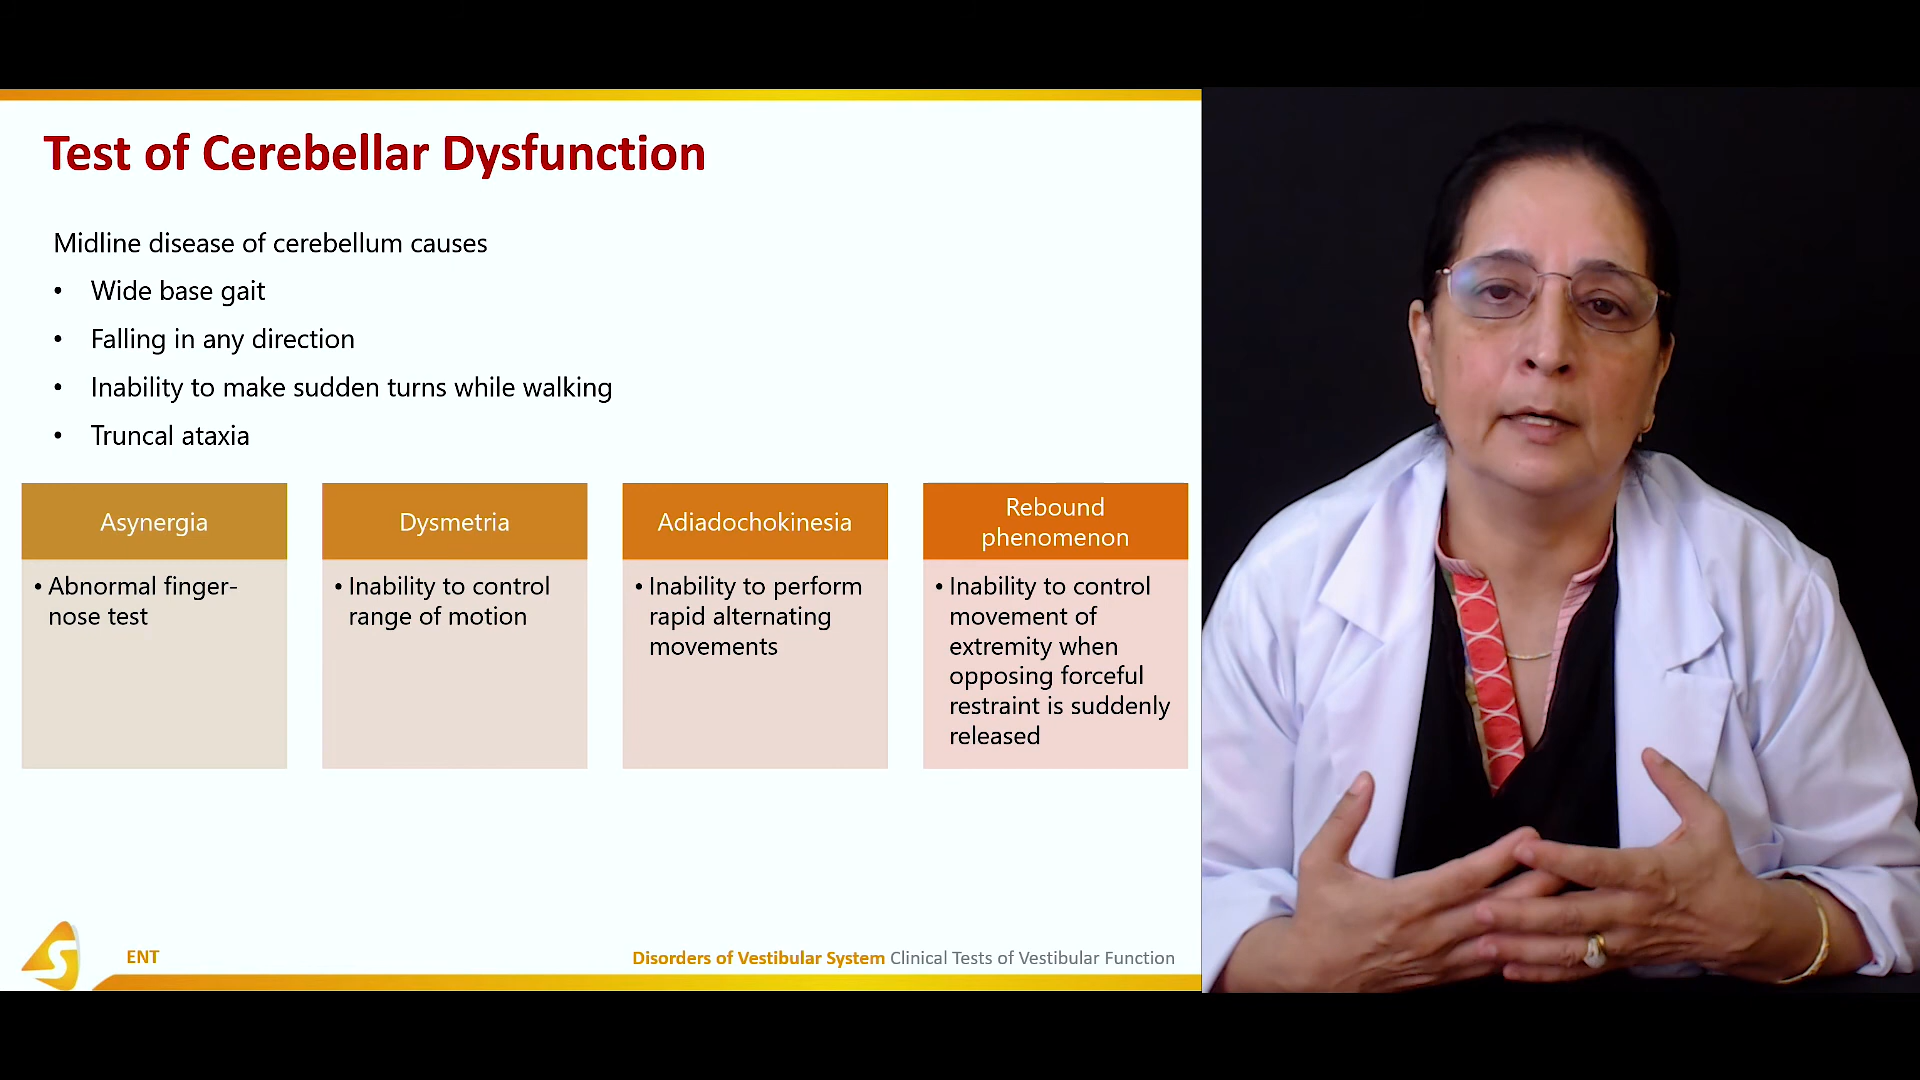 Test of Cerebellar Dysfunction
Midline disease of cerebellum causes
• Wide base gait
• Falling in any direction
• Inability to make sudden turns while walking
• Truncal ataxia
Asynergia
• Abnormal finger-
nose test
Dysmetria
• Inability to control
range of motion
Adiadochokinesia
• Inability to perform
rapid alternating
movements
Rebound
phenomenon
• Inability to control
movement of
extremity when
opposing forceful
restraint is suddenly
released
S
ENT
Disorders of Vestibular System Clinical Tests of Vestibular Function